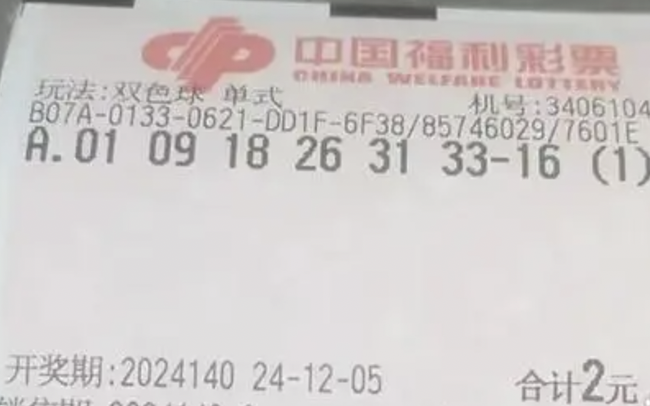 中国福利彩票
CHINA WELFARE LOTTERY
玩法:双色球 单式
机号:3406104
B07A-0133-0621-DD1F-6F38/85746029/7601E
A.01 09 18 26 31 33-16 (1)
开奖期:2024140 24-12-05
合计2元